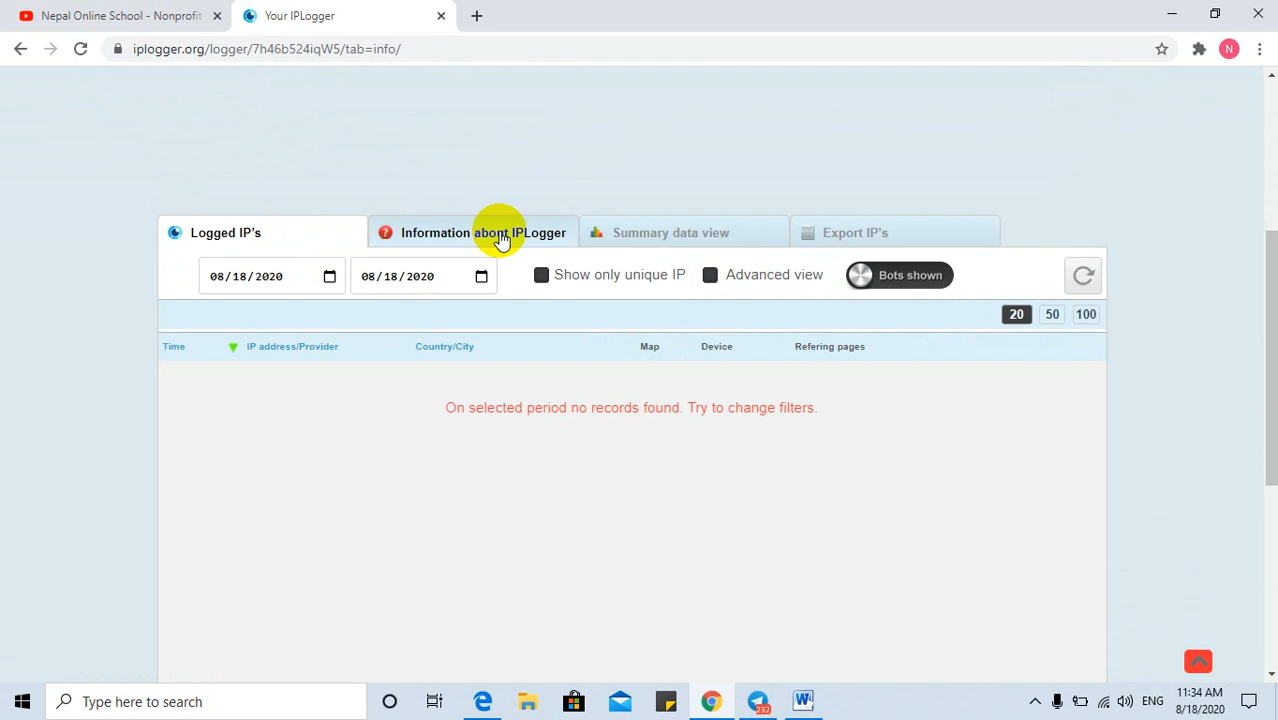 Nepal Online School - Nonprofit
Your IPLogger
iplogger.org/logger/7h46b524iqW5/tab=info/
N
Logged IP's
Information about IPLogger
Summary data view
Export IP's
08/18/2020
08/18/2020
Show only unique IP
Advanced view
Bots shown
20 50 100
Time
IP address/Provider
Country/City
Map
Device
Refering pages
On selected period no records found. Try to change filters.
Type here to search
232
ENG
11:34 AM
8/18/2020